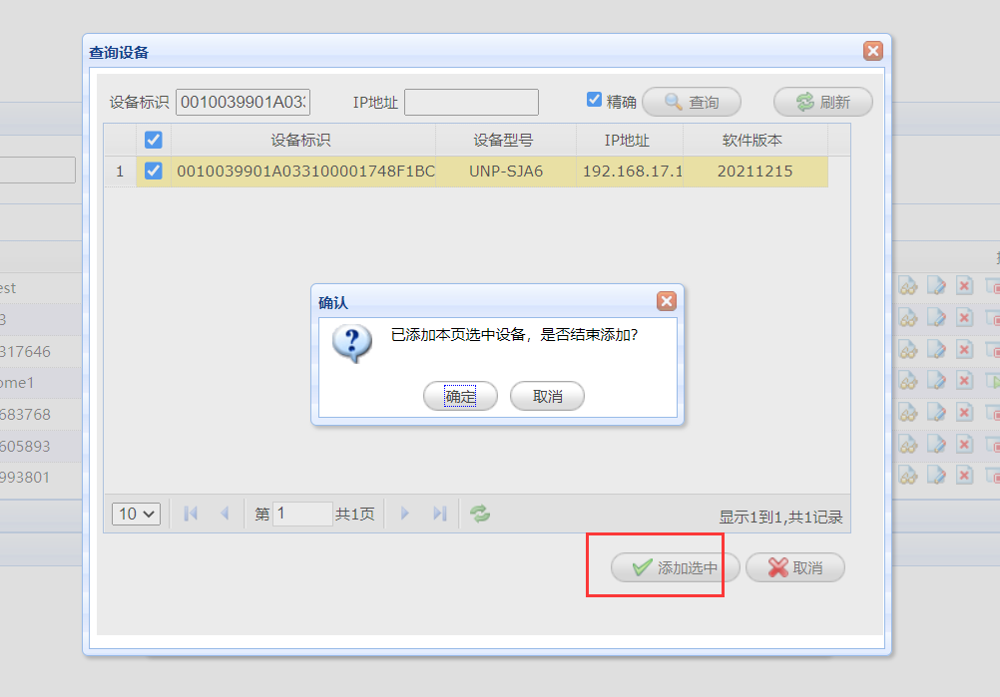 查询设备
设备标识 0010039901A03: IP地址 精确 查询 刷新
设备标识 设备型号 IP地址 软件版本
1 0010039901A033100001748F1BC UNP-SJA6 192.168.17.1 20211215
est
3
317646
ome1
683768
605893
993801
确认
已添加本页选中设备，是否结束添加?
确定 取消
10 第 1 共1页 显示1到1,共1记录
添加选中 取消